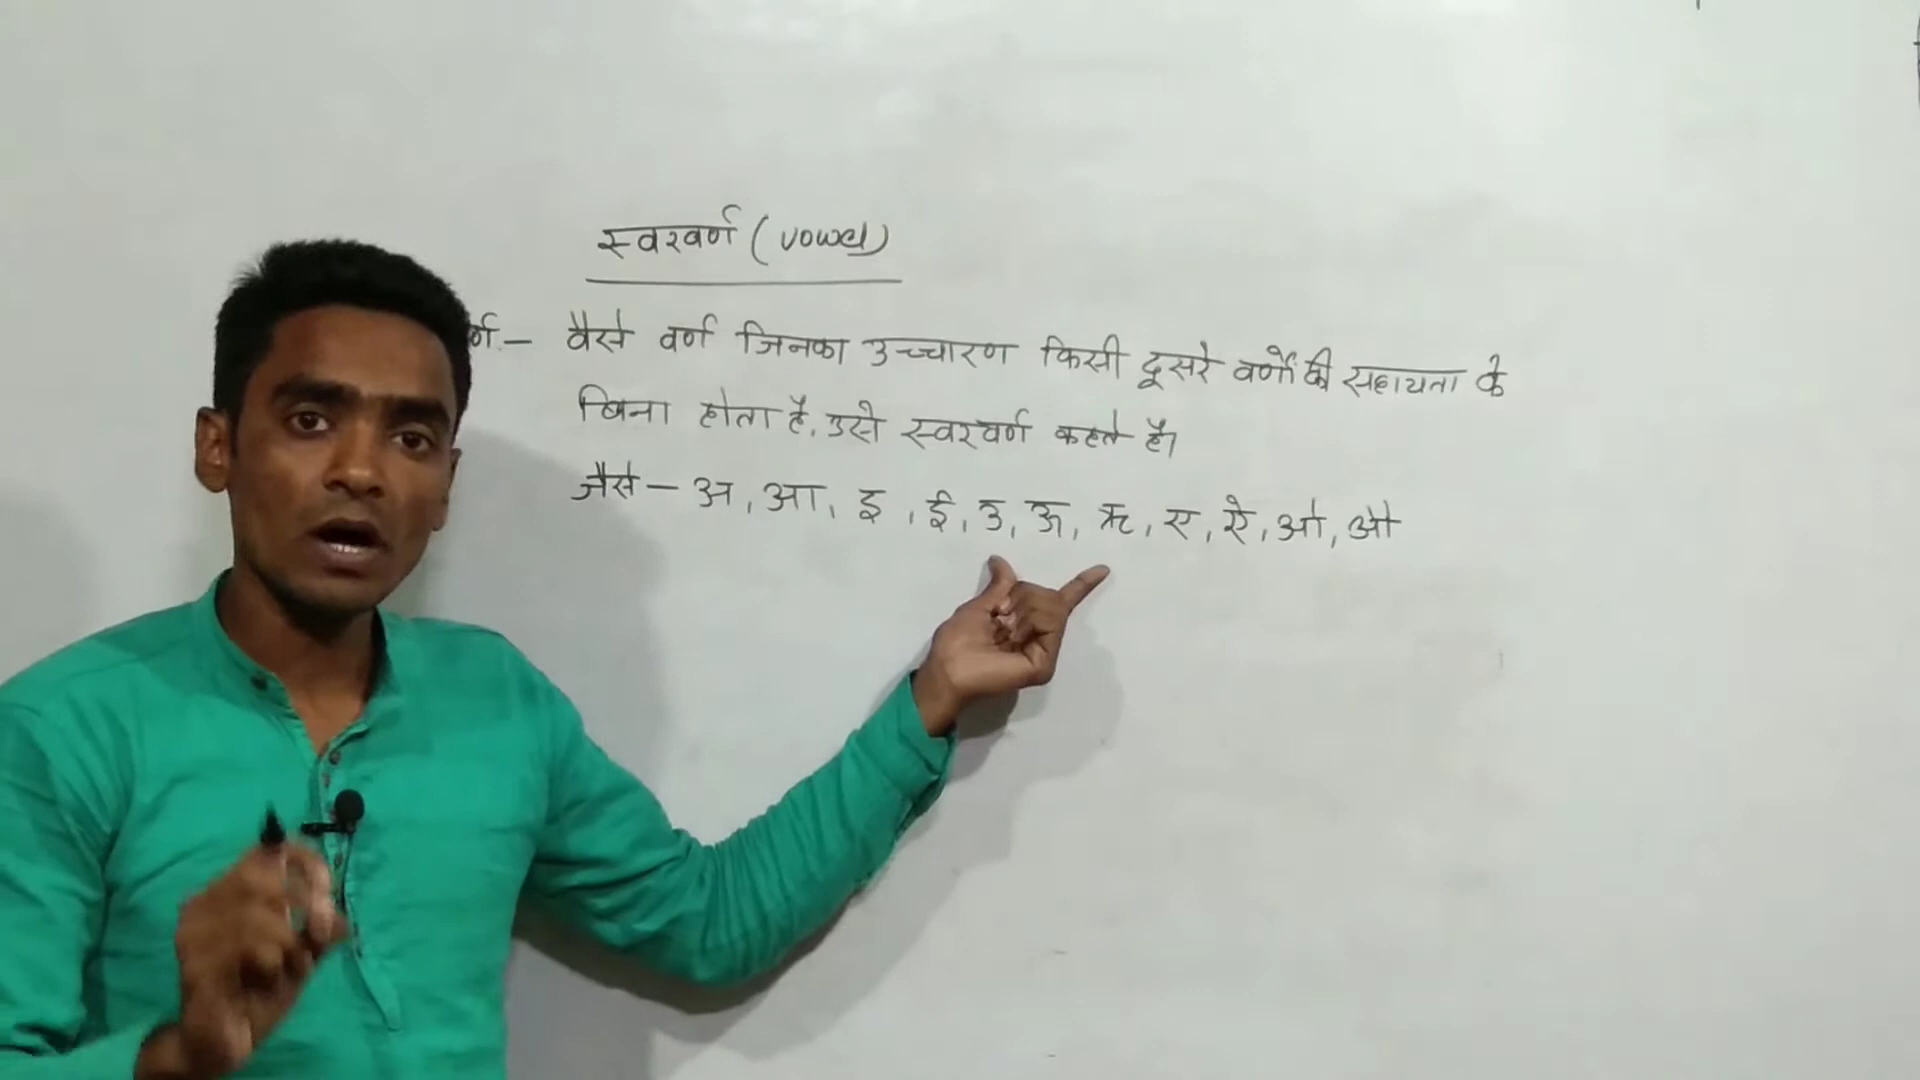 स्वरवर्ण (vowel)
र्ण - वैसे वर्ण जिनका उच्चारण किसी दूसरे वर्णों की सहायता के
बिना होता है, उसे स्वरवर्ण कहते है।
जैसे - अ, आ, इ, ई, उ, ऊ, ऋ, ए, ऐ, ओ, औ